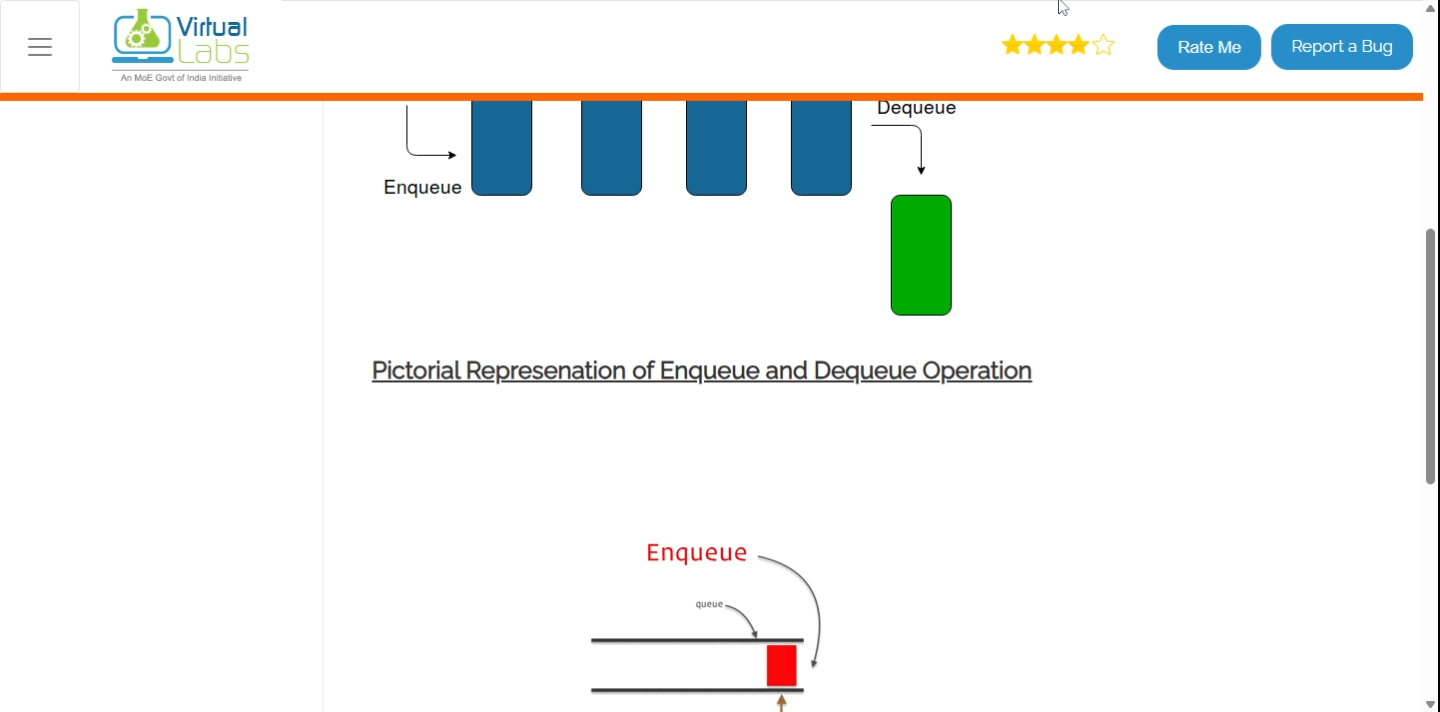 Virtual
Labs
An MoE Govt of India Initiative
Rate Me
Report a Bug
Dequeue
Enqueue
Pictorial Represenation of Enqueue and Dequeue Operation
Enqueue
queue